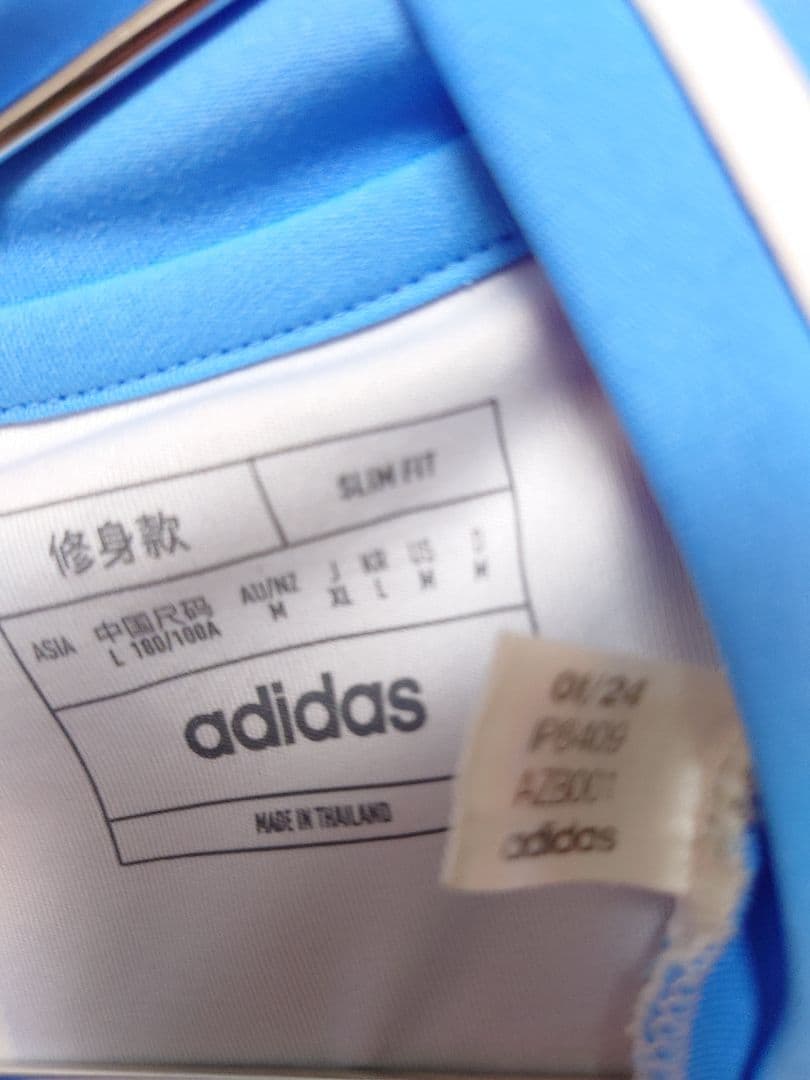 修身款 SLIM FIT
ASIA 中国尺码 AU/NZ J KR US
L 180/100A M XL L M M
adidas
MADE IN THAILAND
01/24
IP8409
AZB001
adidas